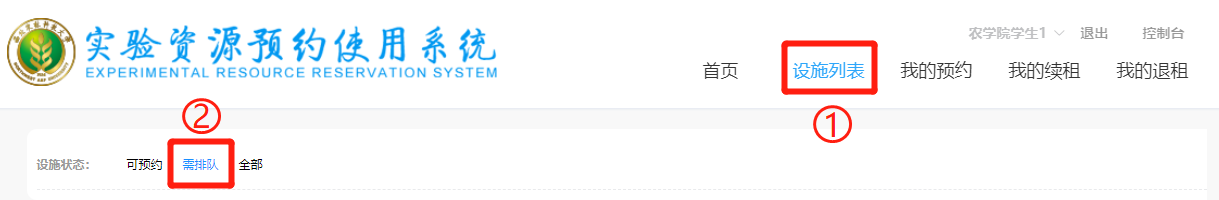 农学院学生1 退出 控制台
实验资源预约使用系统
EXPERIMENTAL RESOURCE RESERVATION SYSTEM
首页 设施列表 我的预约 我的续租 我的退租
② ①
设施状态: 可预约 需排队 全部